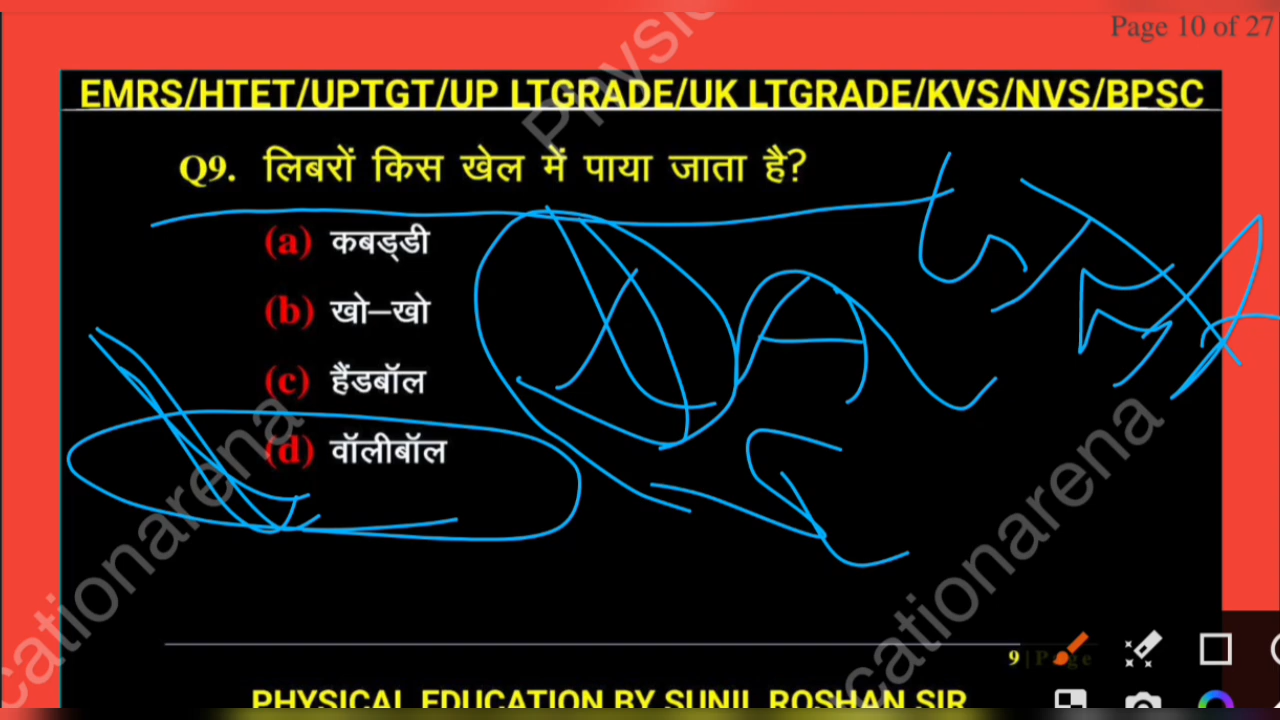 Page 10 of 27
EMRS/HTET/UPTGT/UP LTGRADE/UK LTGRADE/KVS/NVS/BPSC
Q9. लिबरों किस खेल में पाया जाता है?
(a) कबड्डी
(b) खो–खो
(c) हैंडबॉल
(d) वॉलीबॉल
9 | Page
PHYSICAL EDUCATION BY SUNIL ROSHAN SIR